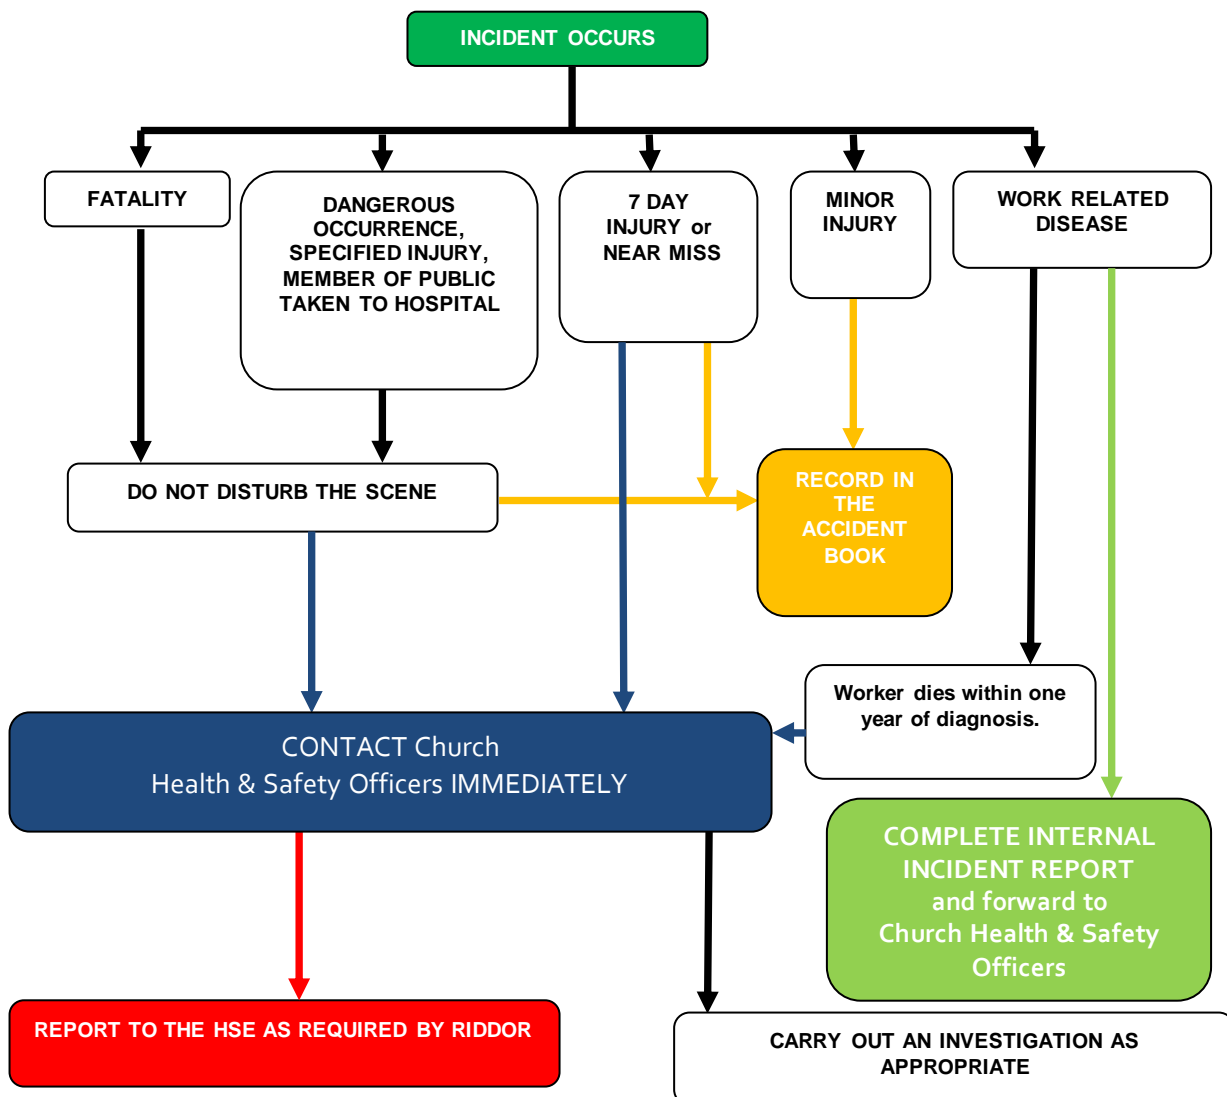 INCIDENT OCCURS
FATALITY
DANGEROUS
OCCURRENCE,
SPECIFIED INJURY,
MEMBER OF PUBLIC
TAKEN TO HOSPITAL
7 DAY
INJURY or
NEAR MISS
MINOR
INJURY
WORK RELATED
DISEASE
DO NOT DISTURB THE SCENE
RECORD IN
THE
ACCIDENT
BOOK
Worker dies within one
year of diagnosis.
CONTACT Church
Health & Safety Officers IMMEDIATELY
COMPLETE INTERNAL
INCIDENT REPORT
and forward to
Church Health & Safety
Officers
REPORT TO THE HSE AS REQUIRED BY RIDDOR
CARRY OUT AN INVESTIGATION AS
APPROPRIATE